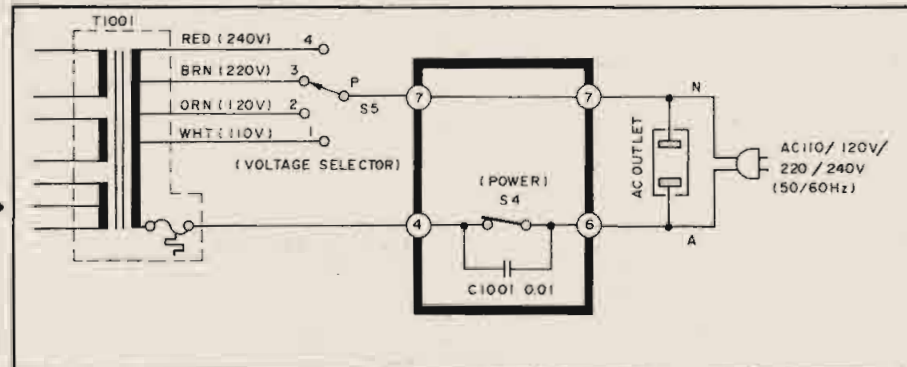 T1001
RED (240V)
4
BRN (220V)
3
P
S5
ORN (120V)
2
WHT (110V)
1
(VOLTAGE SELECTOR)
7
7
N
(POWER)
S4
4
6
C1001 0.01
AC OUTLET
A
AC110/120V/
220/240V
(50/60Hz)